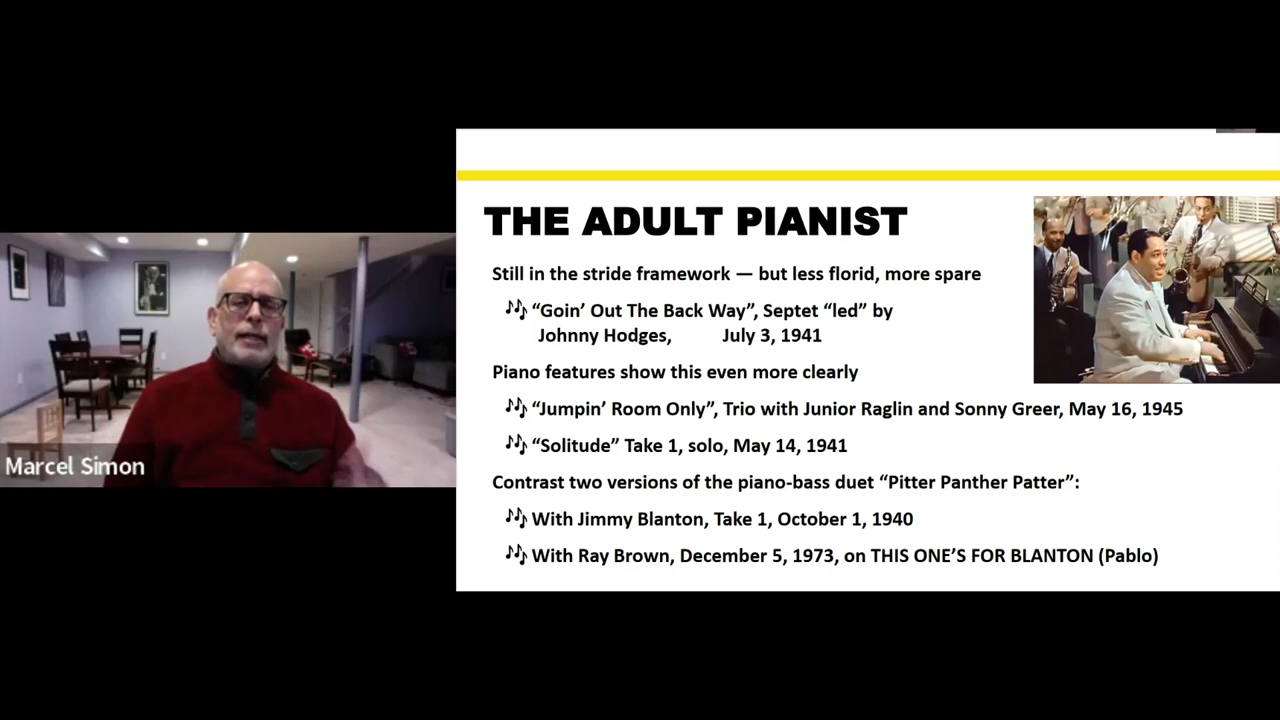 Marcel Simon
THE ADULT PIANIST
Still in the stride framework — but less florid, more spare
“Goin’ Out The Back Way”, Septet “led” by
Johnny Hodges, July 3, 1941
Piano features show this even more clearly
“Jumpin’ Room Only”, Trio with Junior Raglin and Sonny Greer, May 16, 1945
“Solitude” Take 1, solo, May 14, 1941
Contrast two versions of the piano-bass duet “Pitter Panther Patter”:
With Jimmy Blanton, Take 1, October 1, 1940
With Ray Brown, December 5, 1973, on THIS ONE’S FOR BLANTON (Pablo)